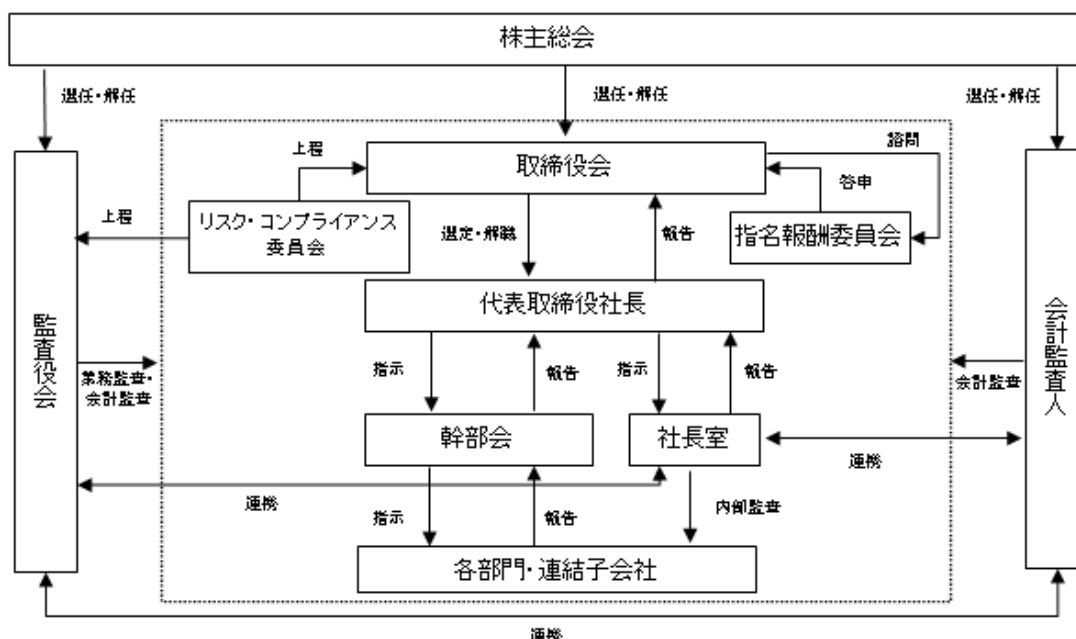 株主総会
選任・解任
選任・解任
選任・解任
上程
取締役会
諮問
答申
上程
リスク・コンプライアンス
委員会
選定・解職
報告
指名報酬委員会
代表取締役社長
監査役会
会計監査人
業務監査・
会計監査
指示
報告
指示
報告
会計監査
幹部会
社長室
連携
連携
指示
報告
内部監査
各部門・連結子会社
連携